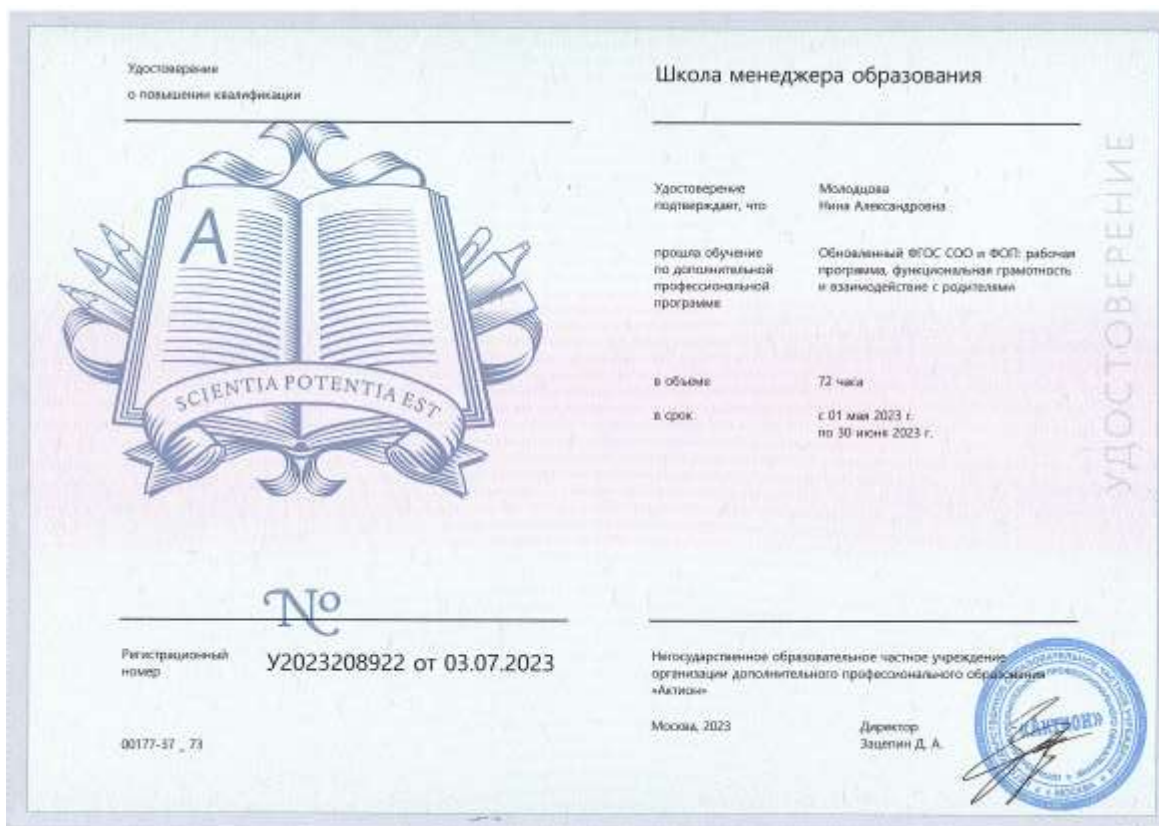 Удостоверение
о повышении квалификации
A
SCIENTIA POTENTIA EST
№
Регистрационный
номер
У2023208922 от 03.07.2023
00177-37 _ 73
Школа менеджера образования
Удостоверение
подтверждает, что
Молодцова
Нина Александровна
прошла обучение
по дополнительной
профессиональной
программе
Обновленный ФГОС СОО и ФОП: рабочая
программа, функциональная грамотность
и взаимодействие с родителями
в объеме
72 часа
в срок
с 01 мая 2023 г.
по 30 июня 2023 г.
Негосударственное образовательное частное учреждение
организации дополнительного профессионального образования
«Актион»
Москва, 2023
Директор
Зацепин Д. А.
УДОСТОВЕРЕНИЕ
«Актион»
МОСКВА